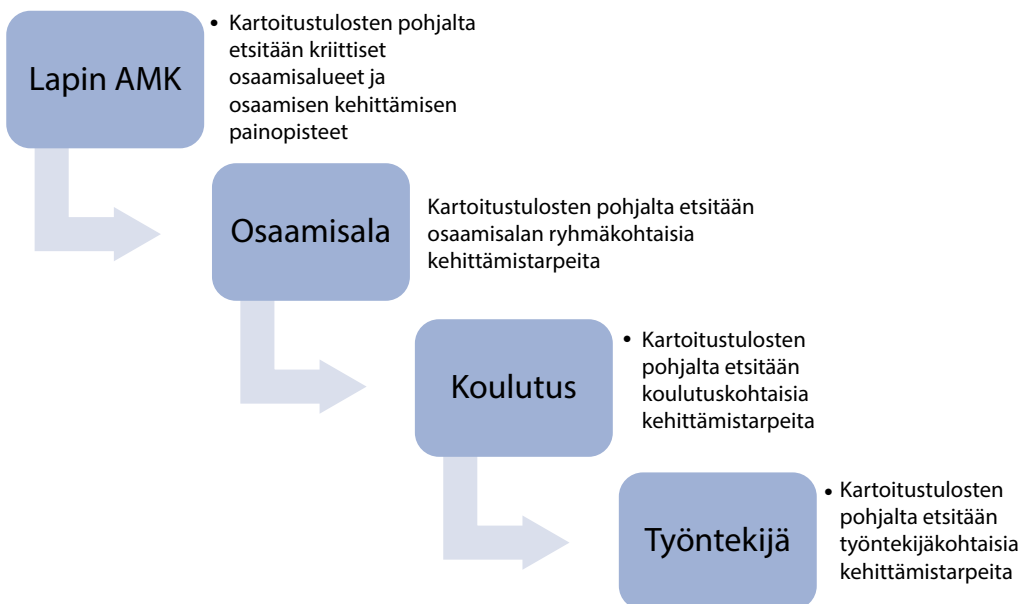 Lapin AMK
• Kartoitustulosten pohjalta
etsitään kriittiset
osaamisalueet ja
osaamisen kehittämisen
painopisteet
Osaamisala
Kartoitustulosten pohjalta etsitään
osaamisalan ryhmäkohtaisia
kehittämistarpeita
Koulutus
• Kartoitustulosten
pohjalta etsitään
koulutuskohtaisia
kehittämistarpeita
Työntekijä
• Kartoitustulosten
pohjalta etsitään
työntekijäkohtaisia
kehittämistarpeita